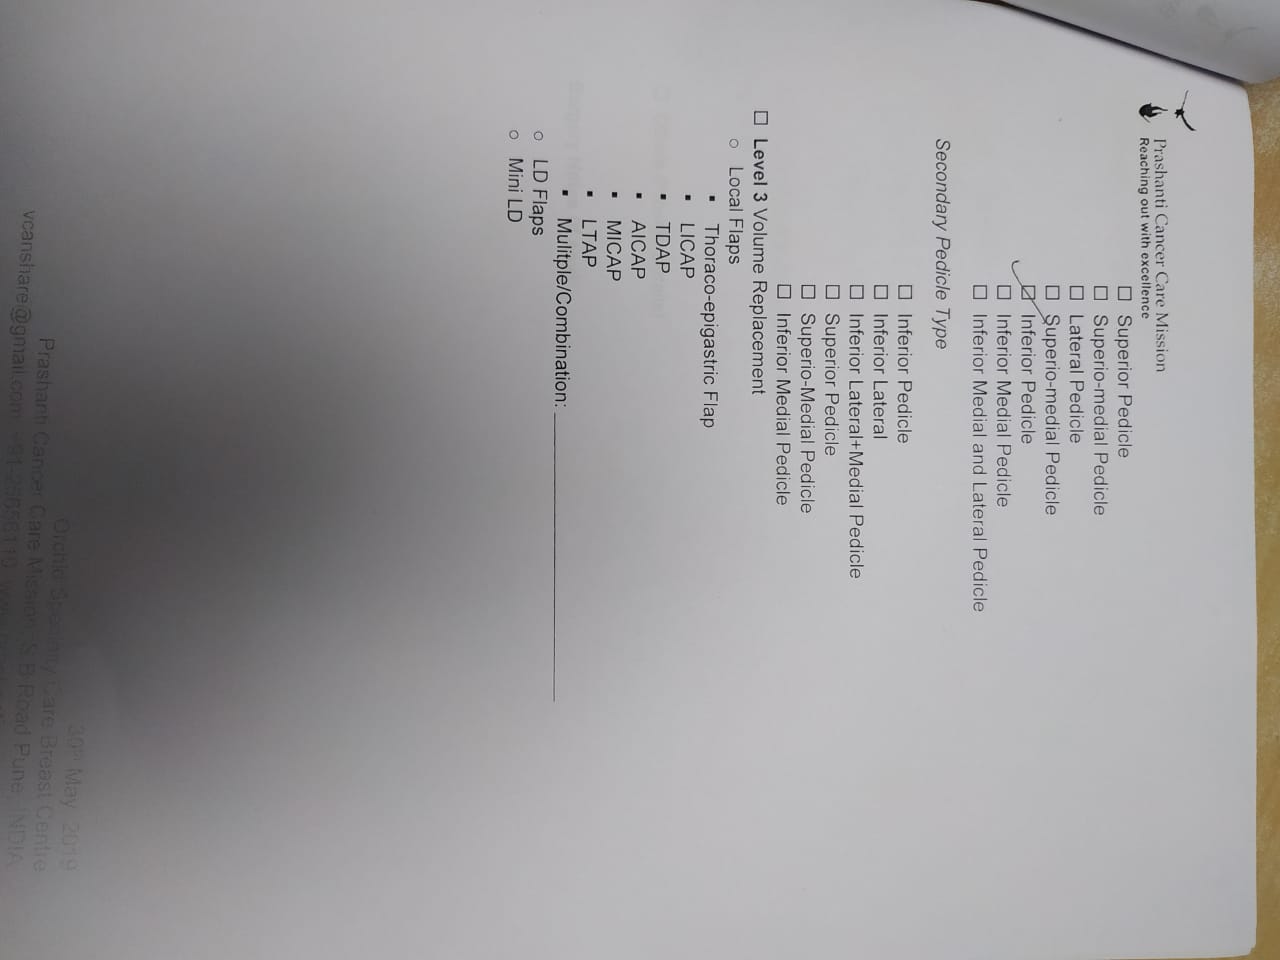 Prashanti Cancer Care Mission
Reaching out with excellence
☐ Superior Pedicle
☐ Superio-medial Pedicle
☐ Lateral Pedicle
☐ Superio-medial Pedicle
☑ Inferior Pedicle
☐ Inferior Medial Pedicle
☐ Inferior Medial and Lateral Pedicle
Secondary Pedicle Type
☐ Inferior Pedicle
☐ Inferior Lateral
☐ Inferior Lateral+Medial Pedicle
☐ Superior Pedicle
☐ Superio-Medial Pedicle
☐ Inferior Medial Pedicle
☐ Level 3 Volume Replacement
○ Local Flaps
▪ Thoraco-epigastric Flap
▪ LICAP
▪ TDAP
▪ AICAP
▪ MICAP
▪ LTAP
▪ Mulitple/Combination: ____________________
○ LD Flaps
○ Mini LD
30th May 2019
Orchid Specialty Care Breast Centre
Prashanti Cancer Care Mission, S B Road Pune, INDIA
vcanshare@gmail.com +91-25656110